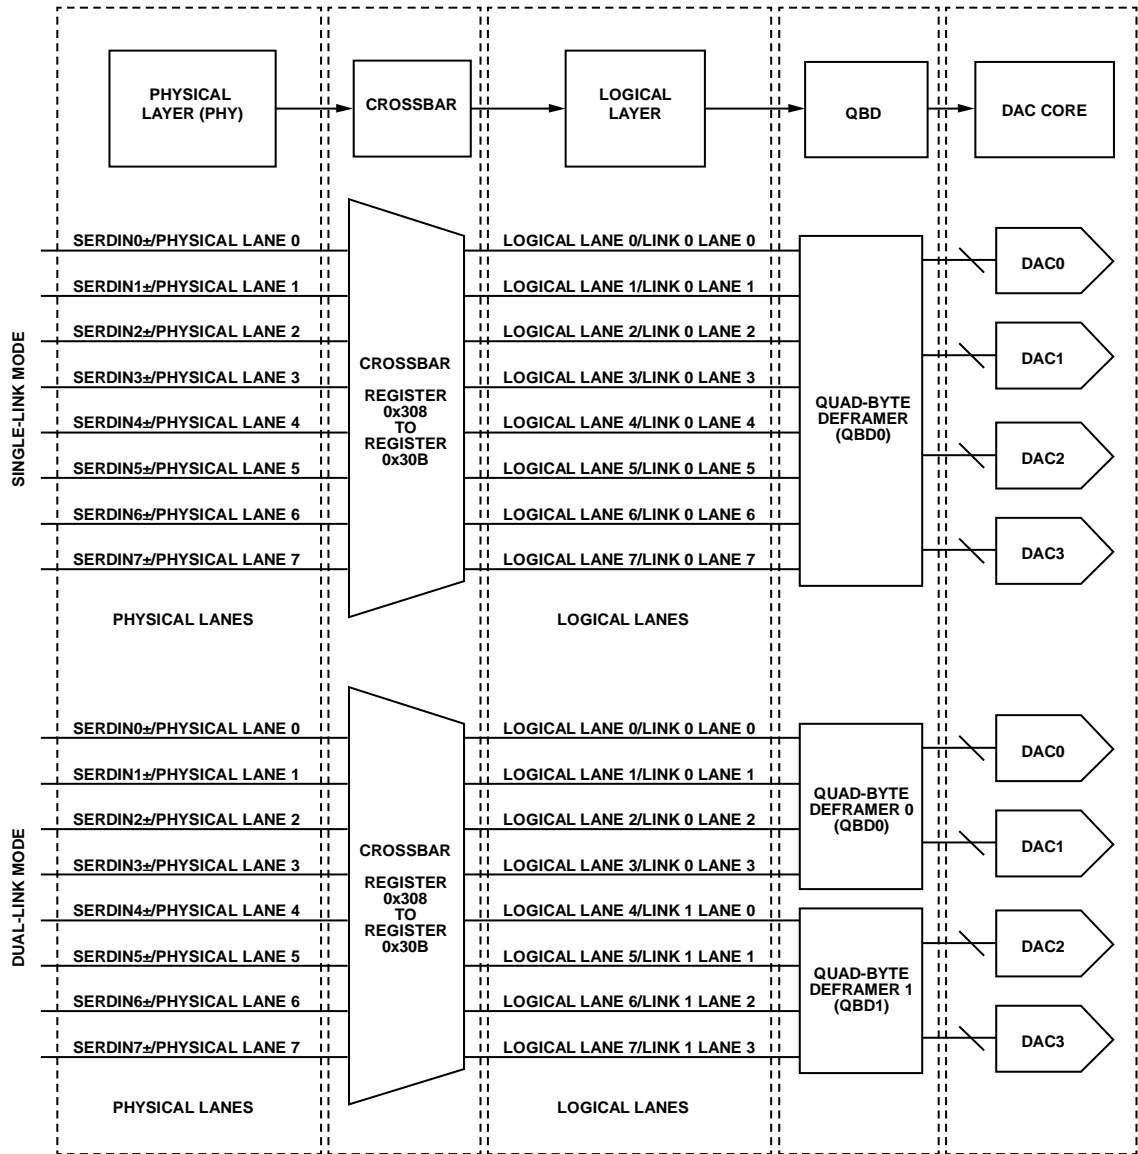 PHYSICAL
LAYER (PHY)
CROSSBAR
LOGICAL
LAYER
QBD
DAC CORE
SINGLE-LINK MODE
SERDIN0±/PHYSICAL LANE 0
SERDIN1±/PHYSICAL LANE 1
SERDIN2±/PHYSICAL LANE 2
SERDIN3±/PHYSICAL LANE 3
SERDIN4±/PHYSICAL LANE 4
SERDIN5±/PHYSICAL LANE 5
SERDIN6±/PHYSICAL LANE 6
SERDIN7±/PHYSICAL LANE 7
PHYSICAL LANES
CROSSBAR
REGISTER
0x308
TO
REGISTER
0x30B
LOGICAL LANE 0/LINK 0 LANE 0
LOGICAL LANE 1/LINK 0 LANE 1
LOGICAL LANE 2/LINK 0 LANE 2
LOGICAL LANE 3/LINK 0 LANE 3
LOGICAL LANE 4/LINK 0 LANE 4
LOGICAL LANE 5/LINK 0 LANE 5
LOGICAL LANE 6/LINK 0 LANE 6
LOGICAL LANE 7/LINK 0 LANE 7
LOGICAL LANES
QUAD-BYTE
DEFRAMER
(QBD0)
DAC0
DAC1
DAC2
DAC3
DUAL-LINK MODE
SERDIN0±/PHYSICAL LANE 0
SERDIN1±/PHYSICAL LANE 1
SERDIN2±/PHYSICAL LANE 2
SERDIN3±/PHYSICAL LANE 3
SERDIN4±/PHYSICAL LANE 4
SERDIN5±/PHYSICAL LANE 5
SERDIN6±/PHYSICAL LANE 6
SERDIN7±/PHYSICAL LANE 7
PHYSICAL LANES
CROSSBAR
REGISTER
0x308
TO
REGISTER
0x30B
LOGICAL LANE 0/LINK 0 LANE 0
LOGICAL LANE 1/LINK 0 LANE 1
LOGICAL LANE 2/LINK 0 LANE 2
LOGICAL LANE 3/LINK 0 LANE 3
LOGICAL LANE 4/LINK 1 LANE 0
LOGICAL LANE 5/LINK 1 LANE 1
LOGICAL LANE 6/LINK 1 LANE 2
LOGICAL LANE 7/LINK 1 LANE 3
LOGICAL LANES
QUAD-BYTE
DEFRAMER 0
(QBD0)
QUAD-BYTE
DEFRAMER 1
(QBD1)
DAC0
DAC1
DAC2
DAC3